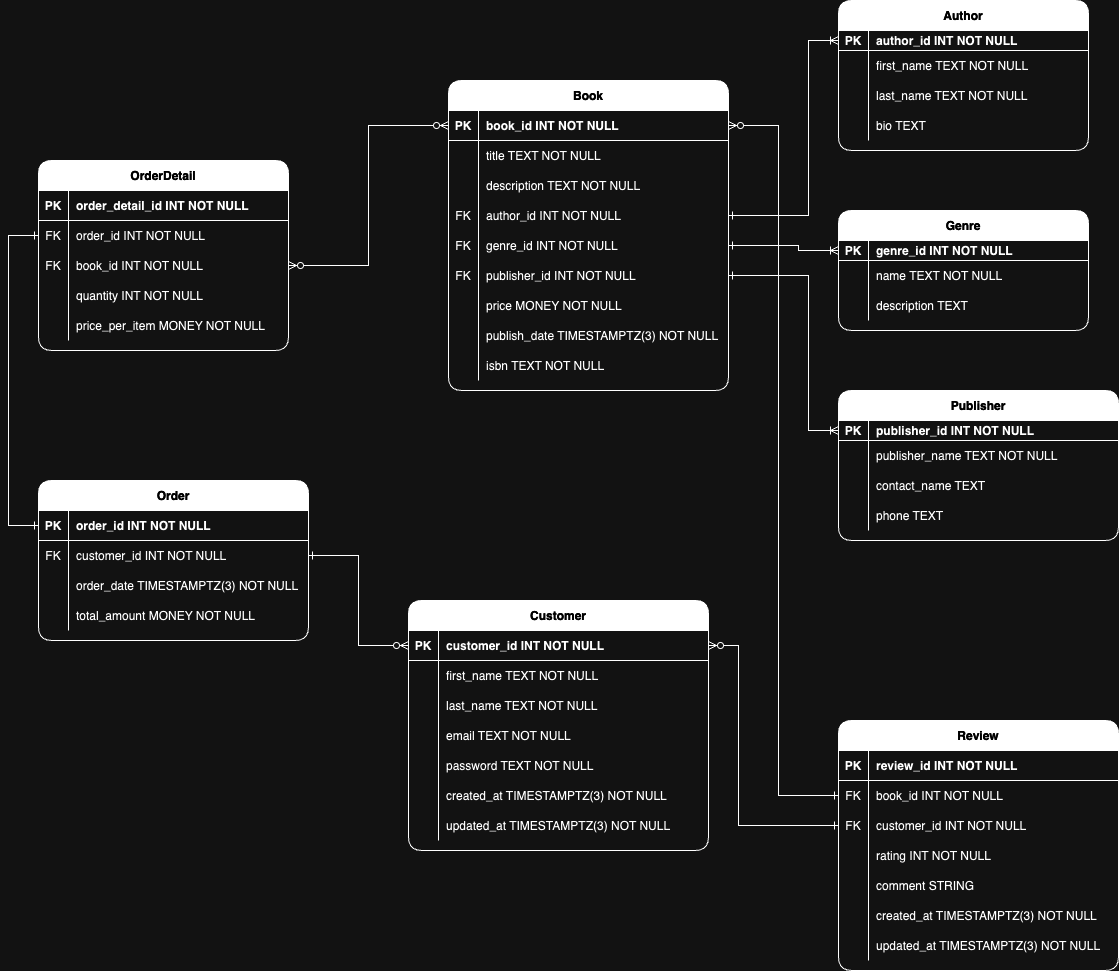 Author
PK author_id INT NOT NULL
first_name TEXT NOT NULL
last_name TEXT NOT NULL
bio TEXT
Book
PK book_id INT NOT NULL
title TEXT NOT NULL
description TEXT NOT NULL
FK author_id INT NOT NULL
FK genre_id INT NOT NULL
FK publisher_id INT NOT NULL
price MONEY NOT NULL
publish_date TIMESTAMPTZ(3) NOT NULL
isbn TEXT NOT NULL
OrderDetail
PK order_detail_id INT NOT NULL
FK order_id INT NOT NULL
FK book_id INT NOT NULL
quantity INT NOT NULL
price_per_item MONEY NOT NULL
Genre
PK genre_id INT NOT NULL
name TEXT NOT NULL
description TEXT
Publisher
PK publisher_id INT NOT NULL
publisher_name TEXT NOT NULL
contact_name TEXT
phone TEXT
Order
PK order_id INT NOT NULL
FK customer_id INT NOT NULL
order_date TIMESTAMPTZ(3) NOT NULL
total_amount MONEY NOT NULL
Customer
PK customer_id INT NOT NULL
first_name TEXT NOT NULL
last_name TEXT NOT NULL
email TEXT NOT NULL
password TEXT NOT NULL
created_at TIMESTAMPTZ(3) NOT NULL
updated_at TIMESTAMPTZ(3) NOT NULL
Review
PK review_id INT NOT NULL
FK book_id INT NOT NULL
FK customer_id INT NOT NULL
rating INT NOT NULL
comment STRING
created_at TIMESTAMPTZ(3) NOT NULL
updated_at TIMESTAMPTZ(3) NOT NULL